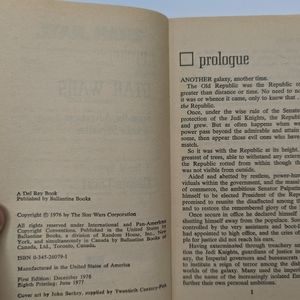 A Del Rey Book
Published by Ballantine Books
Copyright © 1976 by The Star Wars Corporation
All rights reserved under International and Pan-American
Copyright Conventions. Published in the United States by
Ballantine Books, a division of Random House, Inc., New
York, and simultaneously in Canada by Ballantine Books of
Canada, Ltd., Toronto, Canada.
ISBN 0-345-26079-1
Manufactured in the United States of America
First Edition: December 1976
Eighth Printing: June 1977
Cover art by John Berkey, supplied by Twentieth Century-Fox
prologue
ANOTHER galaxy, another time.
The Old Republic was the Republic
greater than distance or time. No need to
it was or whence it came, only to know that
the Republic.
Once, under the wise rule of the Senate
protection of the Jedi Knights, the Republic
and grew. But as often happens when
power pass beyond the admirable and attain
some, then appear those
So it was with the Republic at its height.
greatest of trees, able to withstand any external
the Republic rotted from within though the
not visible from outside.
Aided and abetted by restless, power-
viduals within the government, and the
of commerce, the ambitious Senator Palpatine
himself to be elected President of the Republic
promised to reunite the disaffected among the
and to restore the remembered glory of the
Once secure in office he declared himself
shutting himself away from the populace. Soon
controlled by the very assistants and boot-
had appointed to high office, and the cries of
ple for justice did not reach his ears.
Having exterminated through treachery and
the Jedi Knights, guardians of justice in the
the Imperial governors and bureaucrats
to institute a reign of terror among the
worlds of the galaxy. Many used the imperial
the name of the increasingly isolated
further their own personal
1